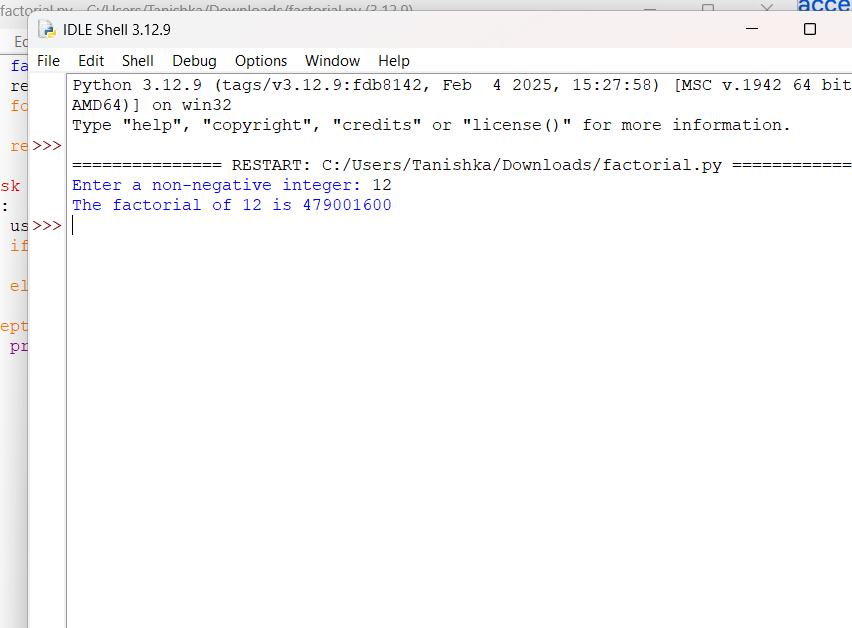 factorial.py - C:/Users/Tanishka/Downloads/factorial.py (3.12.9)
acce
IDLE Shell 3.12.9
File Edit Shell Debug Options Window Help
Python 3.12.9 (tags/v3.12.9:fdb8142, Feb  4 2025, 15:27:58) [MSC v.1942 64 bit
AMD64)] on win32
Type "help", "copyright", "credits" or "license()" for more information.
>>>
=============== RESTART: C:/Users/Tanishka/Downloads/factorial.py ============
Enter a non-negative integer: 12
The factorial of 12 is 479001600
>>>
Ed
fa
re
fo
re
sk
:
us
if
el
ept
pr